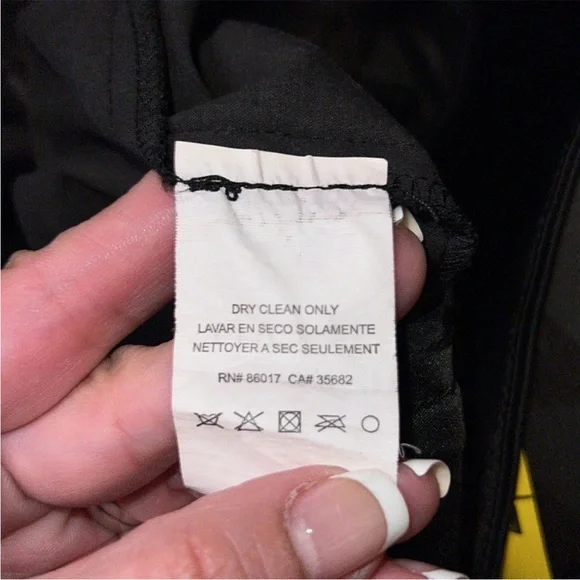 DRY CLEAN ONLY
LAVAR EN SECO SOLAMENTE
NETTOYER A SEC SEULEMENT
RN# 86017 CA# 35682